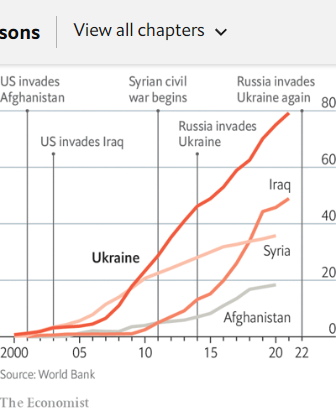 sons
View all chapters
US invades
Afghanistan
Syrian civil
war begins
Russia invades
Ukraine again
80
US invades Iraq
Russia invades
Ukraine
60
Iraq
40
Ukraine
Syria
20
Afghanistan
0
2000 05 10 15 20 22
Source: World Bank
The Economist